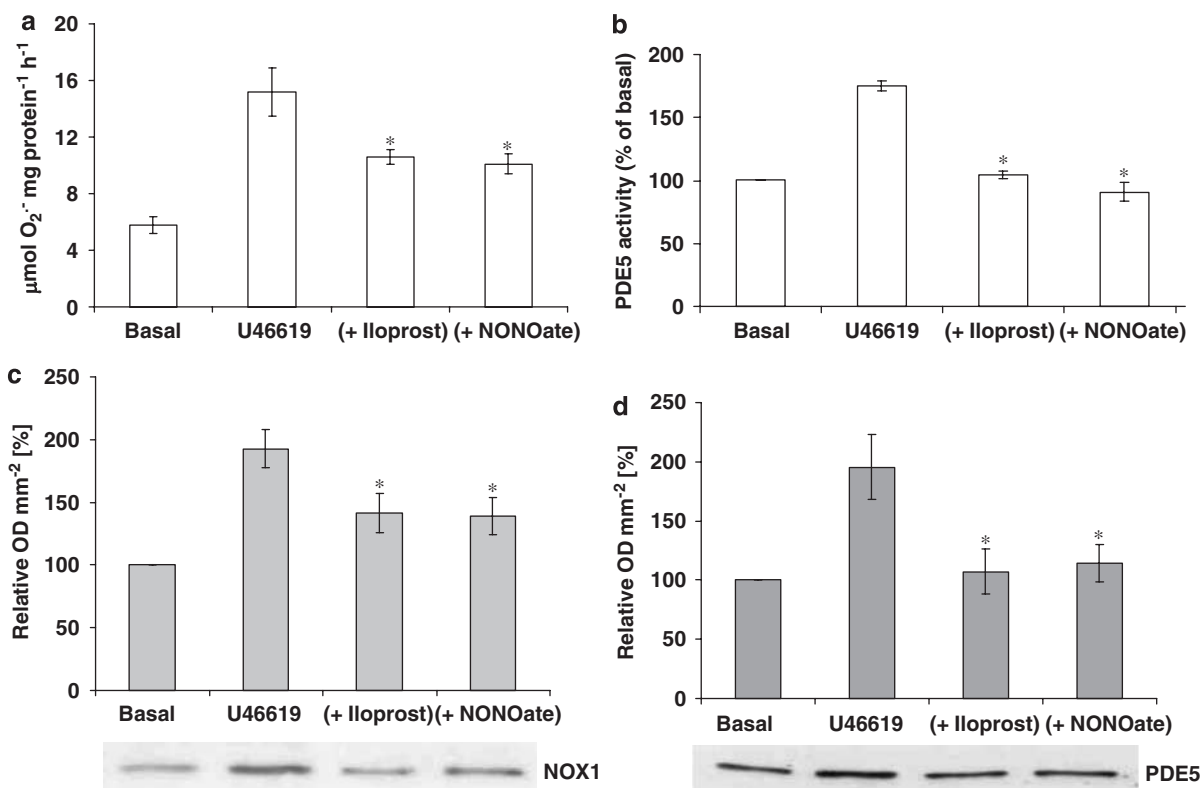 a
μmol O2·- mg protein-1 h-1
20
16
12
8
4
0
*
*
Basal
U46619
(+ Iloprost)
(+ NONOate)
b
PDE5 activity (% of basal)
200
150
100
50
0
*
*
Basal
U46619
(+ Iloprost)
(+ NONOate)
c
Relative OD mm-2 [%]
250
200
150
100
50
0
*
*
Basal
U46619
(+ Iloprost)
(+ NONOate)
NOX1
d
Relative OD mm-2 [%]
250
200
150
100
50
0
*
*
Basal
U46619
(+ Iloprost)
(+ NONOate)
PDE5